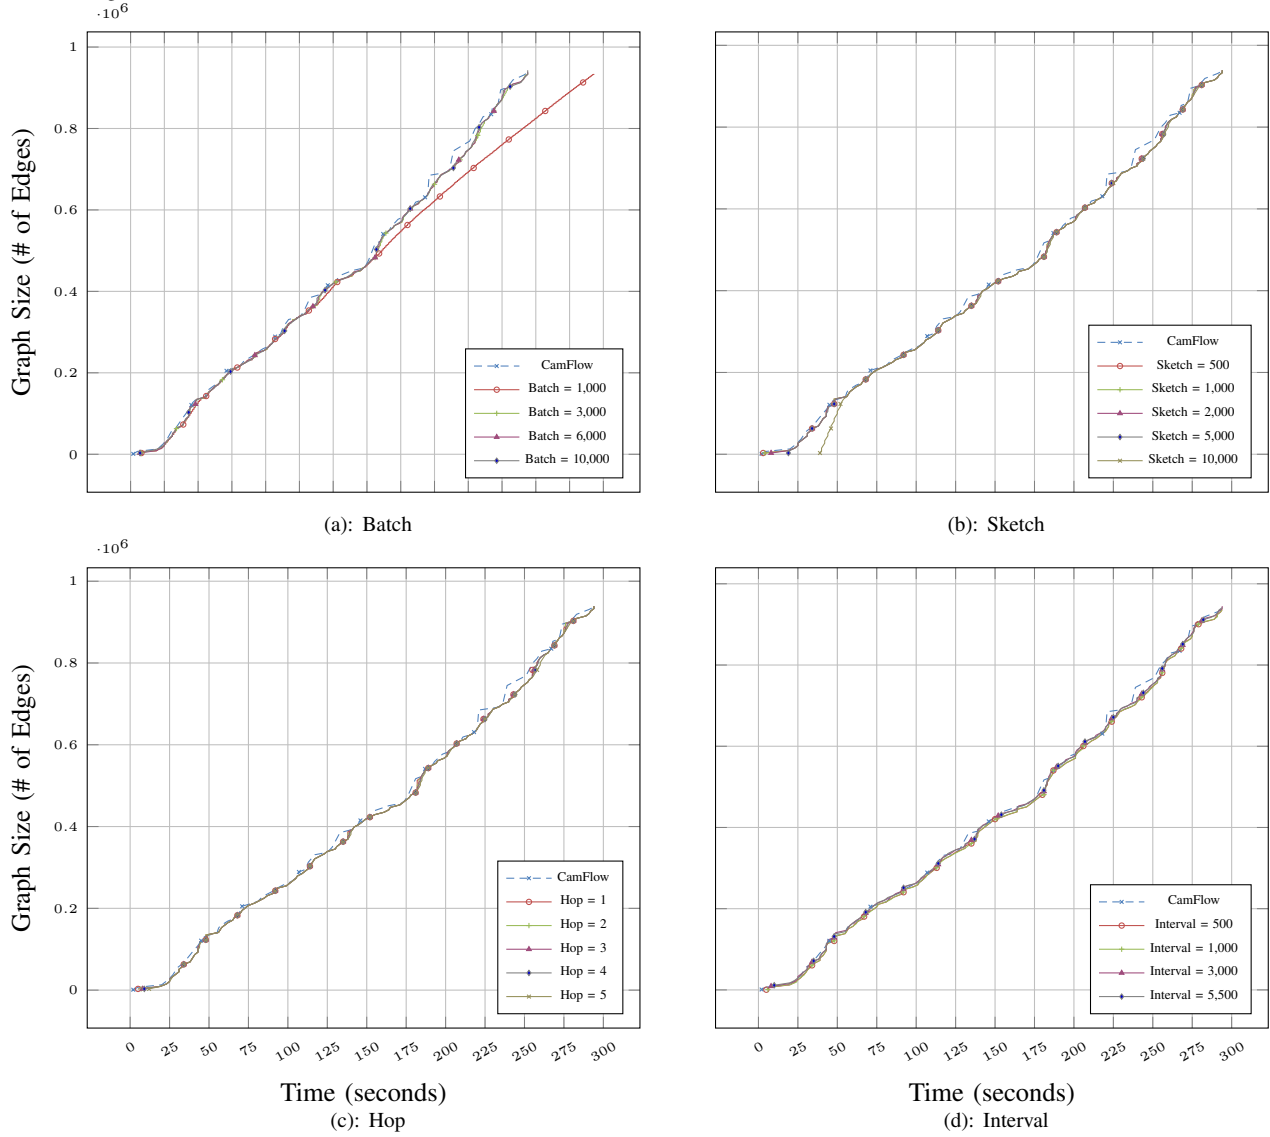 ·10⁶
1
0.8
0.6
0.4
0.2
0
Graph Size (# of Edges)
CamFlow
Batch = 1,000
Batch = 3,000
Batch = 6,000
Batch = 10,000
(a): Batch
CamFlow
Sketch = 500
Sketch = 1,000
Sketch = 2,000
Sketch = 5,000
Sketch = 10,000
(b): Sketch
·10⁶
1
0.8
0.6
0.4
0.2
0
Graph Size (# of Edges)
CamFlow
Hop = 1
Hop = 2
Hop = 3
Hop = 4
Hop = 5
0 25 50 75 100 125 150 175 200 225 250 275 300
Time (seconds)
(c): Hop
CamFlow
Interval = 500
Interval = 1,000
Interval = 3,000
Interval = 5,500
0 25 50 75 100 125 150 175 200 225 250 275 300
Time (seconds)
(d): Interval